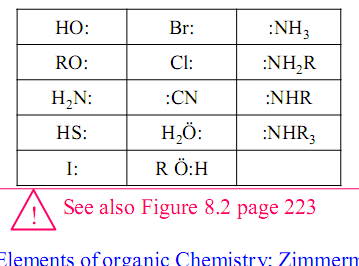 HO: Br: :NH₃
RO: Cl: :NH₂R
H₂N: :CN :NHR
HS: H₂Ö: :NHR₃
I: R Ö:H
! See also Figure 8.2 page 223
Elements of organic Chemistry: Zimmerm